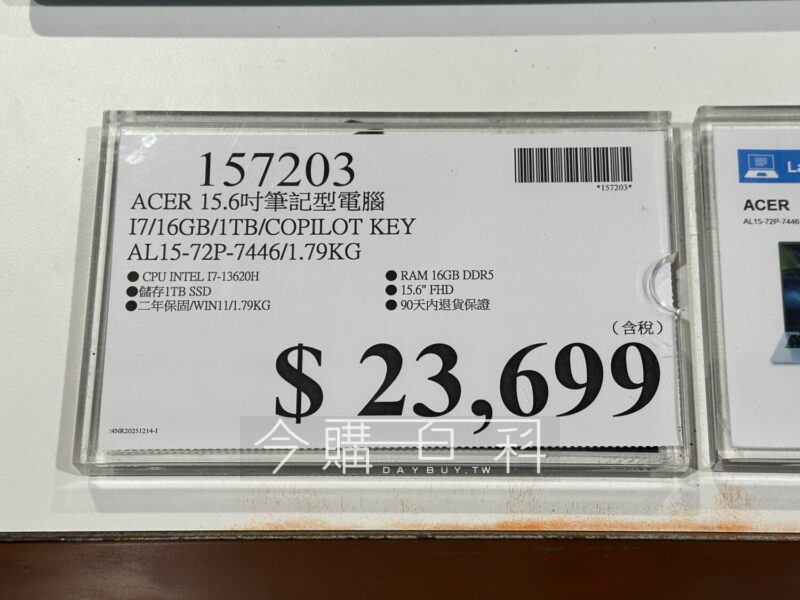 157203
*157203*
ACER 15.6吋筆記型電腦
I7/16GB/1TB/COPILOT KEY
AL15-72P-7446/1.79KG
● CPU INTEL I7-13620H
● RAM 16GB DDR5
●儲存1TB SSD
● 15.6" FHD
●二年保固/WIN11/1.79KG
● 90天內退貨保證
(含稅)
$ 23,699
今購百科
DAYBUY.TW
La
ACER
AL15-72P-7446